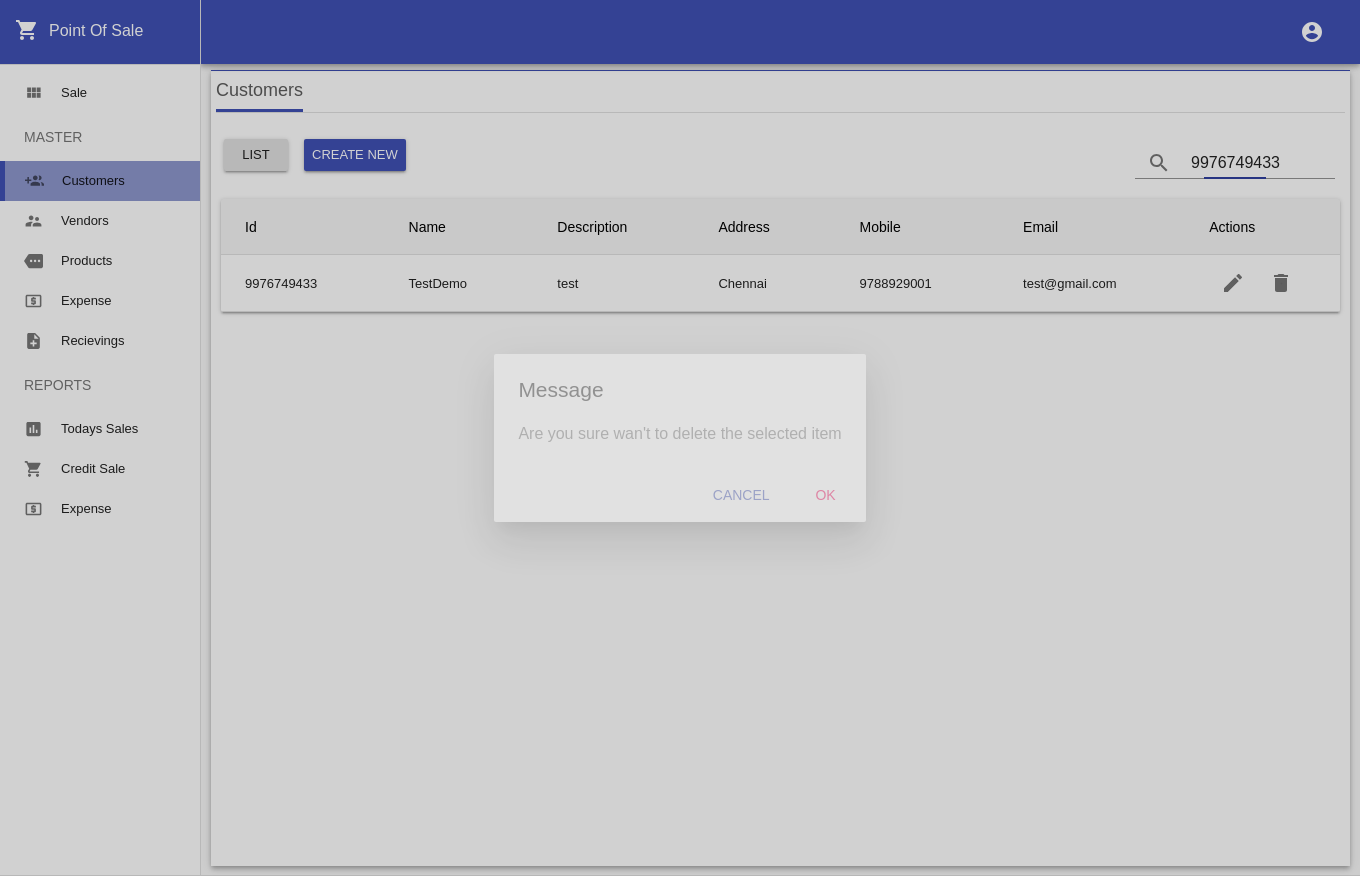 Point Of Sale
Sale
MASTER
Customers
Vendors
Products
Expense
Recievings
REPORTS
Todays Sales
Credit Sale
Expense
Customers
LIST CREATE NEW 9976749433
Id Name Description Address Mobile Email Actions
9976749433 TestDemo test Chennai 9788929001 test@gmail.com
Message
Are you sure wan't to delete the selected item
CANCEL OK